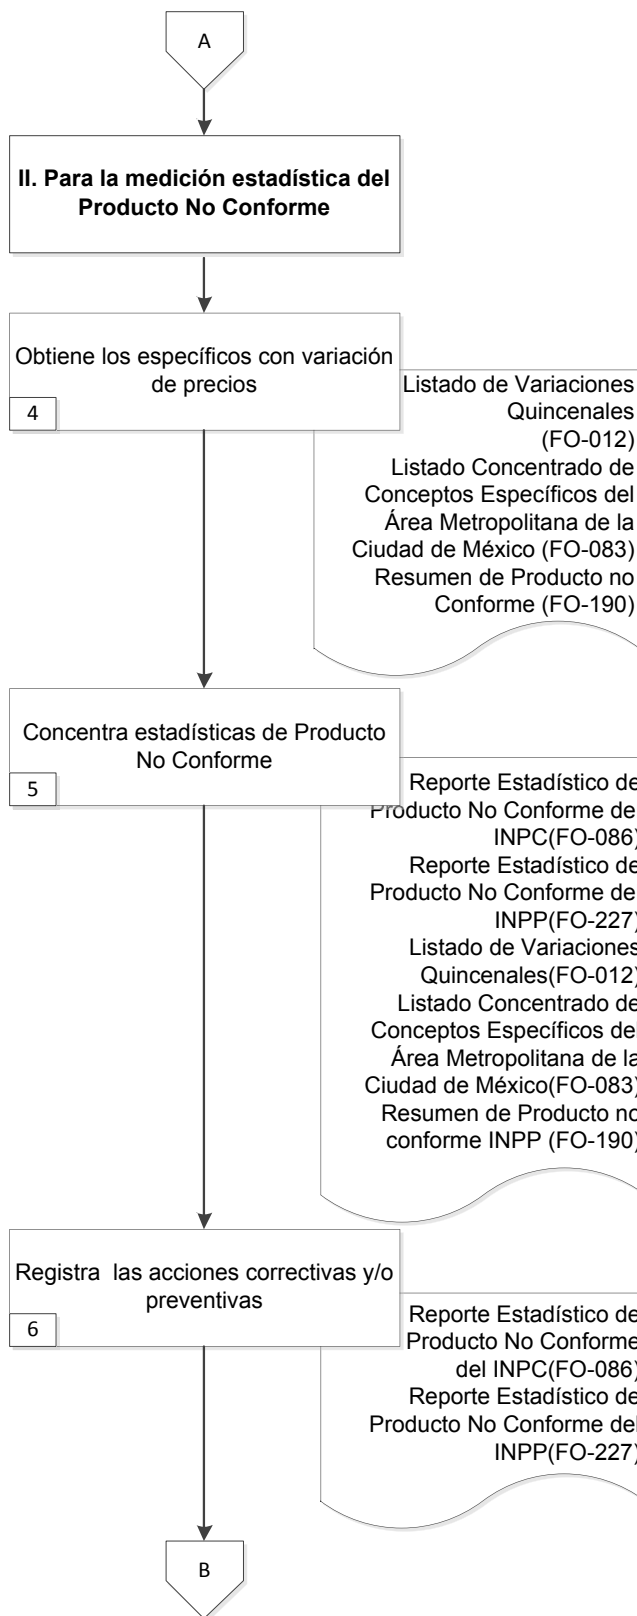 A
II. Para la medición estadística del
Producto No Conforme
Obtiene los específicos con variación
de precios
4
Listado de Variaciones
Quincenales
(FO-012)
Listado Concentrado de
Conceptos Específicos del
Área Metropolitana de la
Ciudad de México (FO-083)
Resumen de Producto no
Conforme (FO-190)
Concentra estadísticas de Producto
No Conforme
5
Reporte Estadístico de
Producto No Conforme del
INPC(FO-086)
Reporte Estadístico de
Producto No Conforme del
INPP(FO-227)
Listado de Variaciones
Quincenales(FO-012)
Listado Concentrado de
Conceptos Específicos del
Área Metropolitana de la
Ciudad de México(FO-083)
Resumen de Producto no
conforme INPP (FO-190)
Registra las acciones correctivas y/o
preventivas
6
Reporte Estadístico de
Producto No Conforme
del INPC(FO-086)
Reporte Estadístico de
Producto No Conforme del
INPP(FO-227)
B